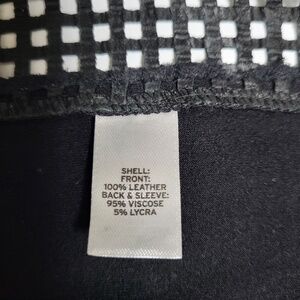 SHELL:
FRONT:
100% LEATHER
BACK & SLEEVE:
95% VISCOSE
5% LYCRA